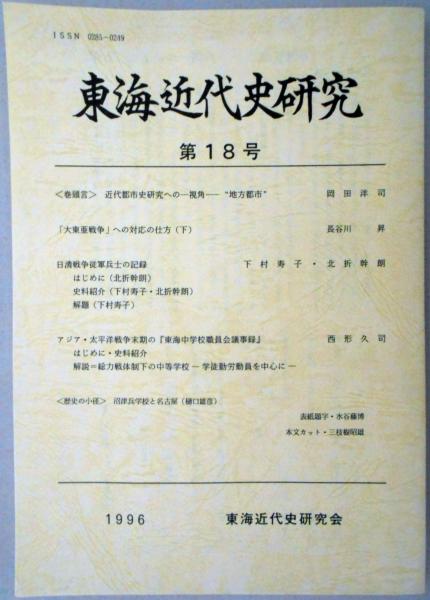 ISSN 0285-0249
東海近代史研究
第18号
〈巻頭言〉 近代都市史研究への一視角――“地方都市” 岡田洋司
「大東亜戦争」への対応の仕方(下) 長谷川 昇
日清戦争従軍兵士の記録 下村寿子・北折幹朗
はじめに(北折幹朗)
史料紹介(下村寿子・北折幹朗)
解題(下村寿子)
アジア・太平洋戦争末期の『東海中学校職員会議事録』 西形久司
はじめに・史料紹介
解説=総力戦体制下の中等学校 ― 学徒勤労動員を中心に ―
〈歴史の小径〉 沼津兵学校と名古屋(樋口雄彦)
表紙題字・水谷藤博
本文カット・三枝樹昭雄
1996 東海近代史研究会